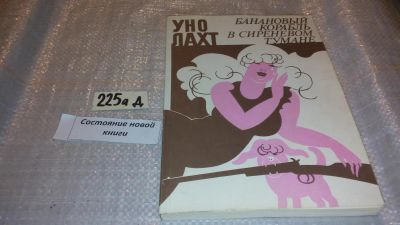 УНО
ЛАХТ
БАНАНОВЫЙ
КОРАБЛЬ
В СИРЕНЕВОМ
ТУМАНЕ
225а д
Состояние новой
книги